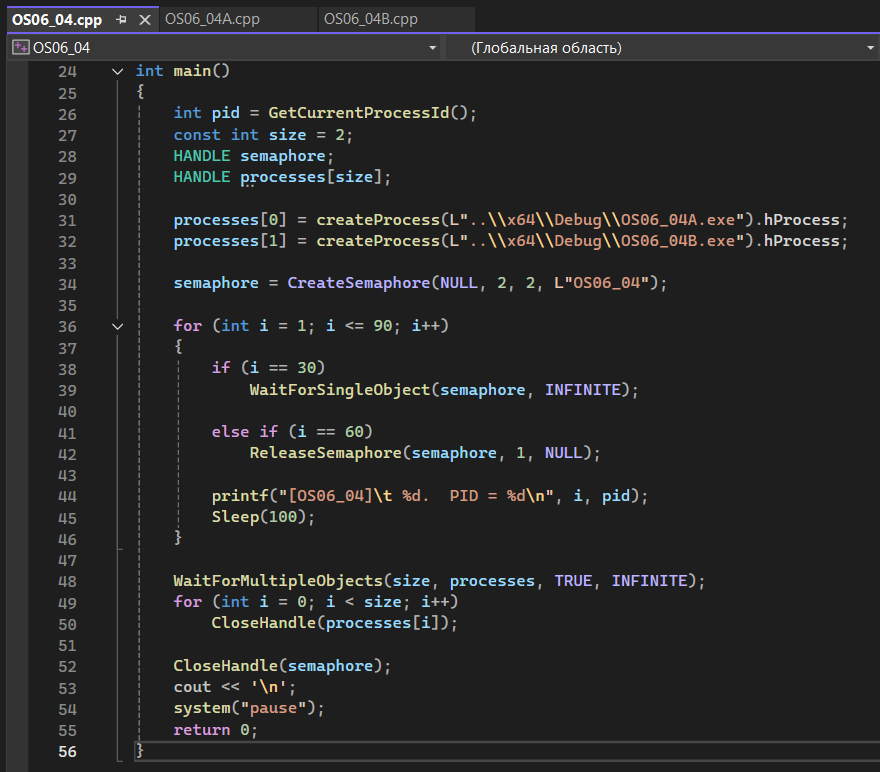 OS06_04.cpp OS06_04A.cpp OS06_04B.cpp
OS06_04 (Глобальная область)
24 int main()
25 {
26 int pid = GetCurrentProcessId();
27 const int size = 2;
28 HANDLE semaphore;
29 HANDLE processes[size];
30
31 processes[0] = createProcess(L"..\\x64\\Debug\\OS06_04A.exe").hProcess;
32 processes[1] = createProcess(L"..\\x64\\Debug\\OS06_04B.exe").hProcess;
33
34 semaphore = CreateSemaphore(NULL, 2, 2, L"OS06_04");
35
36 for (int i = 1; i <= 90; i++)
37 {
38 if (i == 30)
39 WaitForSingleObject(semaphore, INFINITE);
40
41 else if (i == 60)
42 ReleaseSemaphore(semaphore, 1, NULL);
43
44 printf("[OS06_04]\t %d.  PID = %d\n", i, pid);
45 Sleep(100);
46 }
47
48 WaitForMultipleObjects(size, processes, TRUE, INFINITE);
49 for (int i = 0; i < size; i++)
50 CloseHandle(processes[i]);
51
52 CloseHandle(semaphore);
53 cout << '\n';
54 system("pause");
55 return 0;
56 }